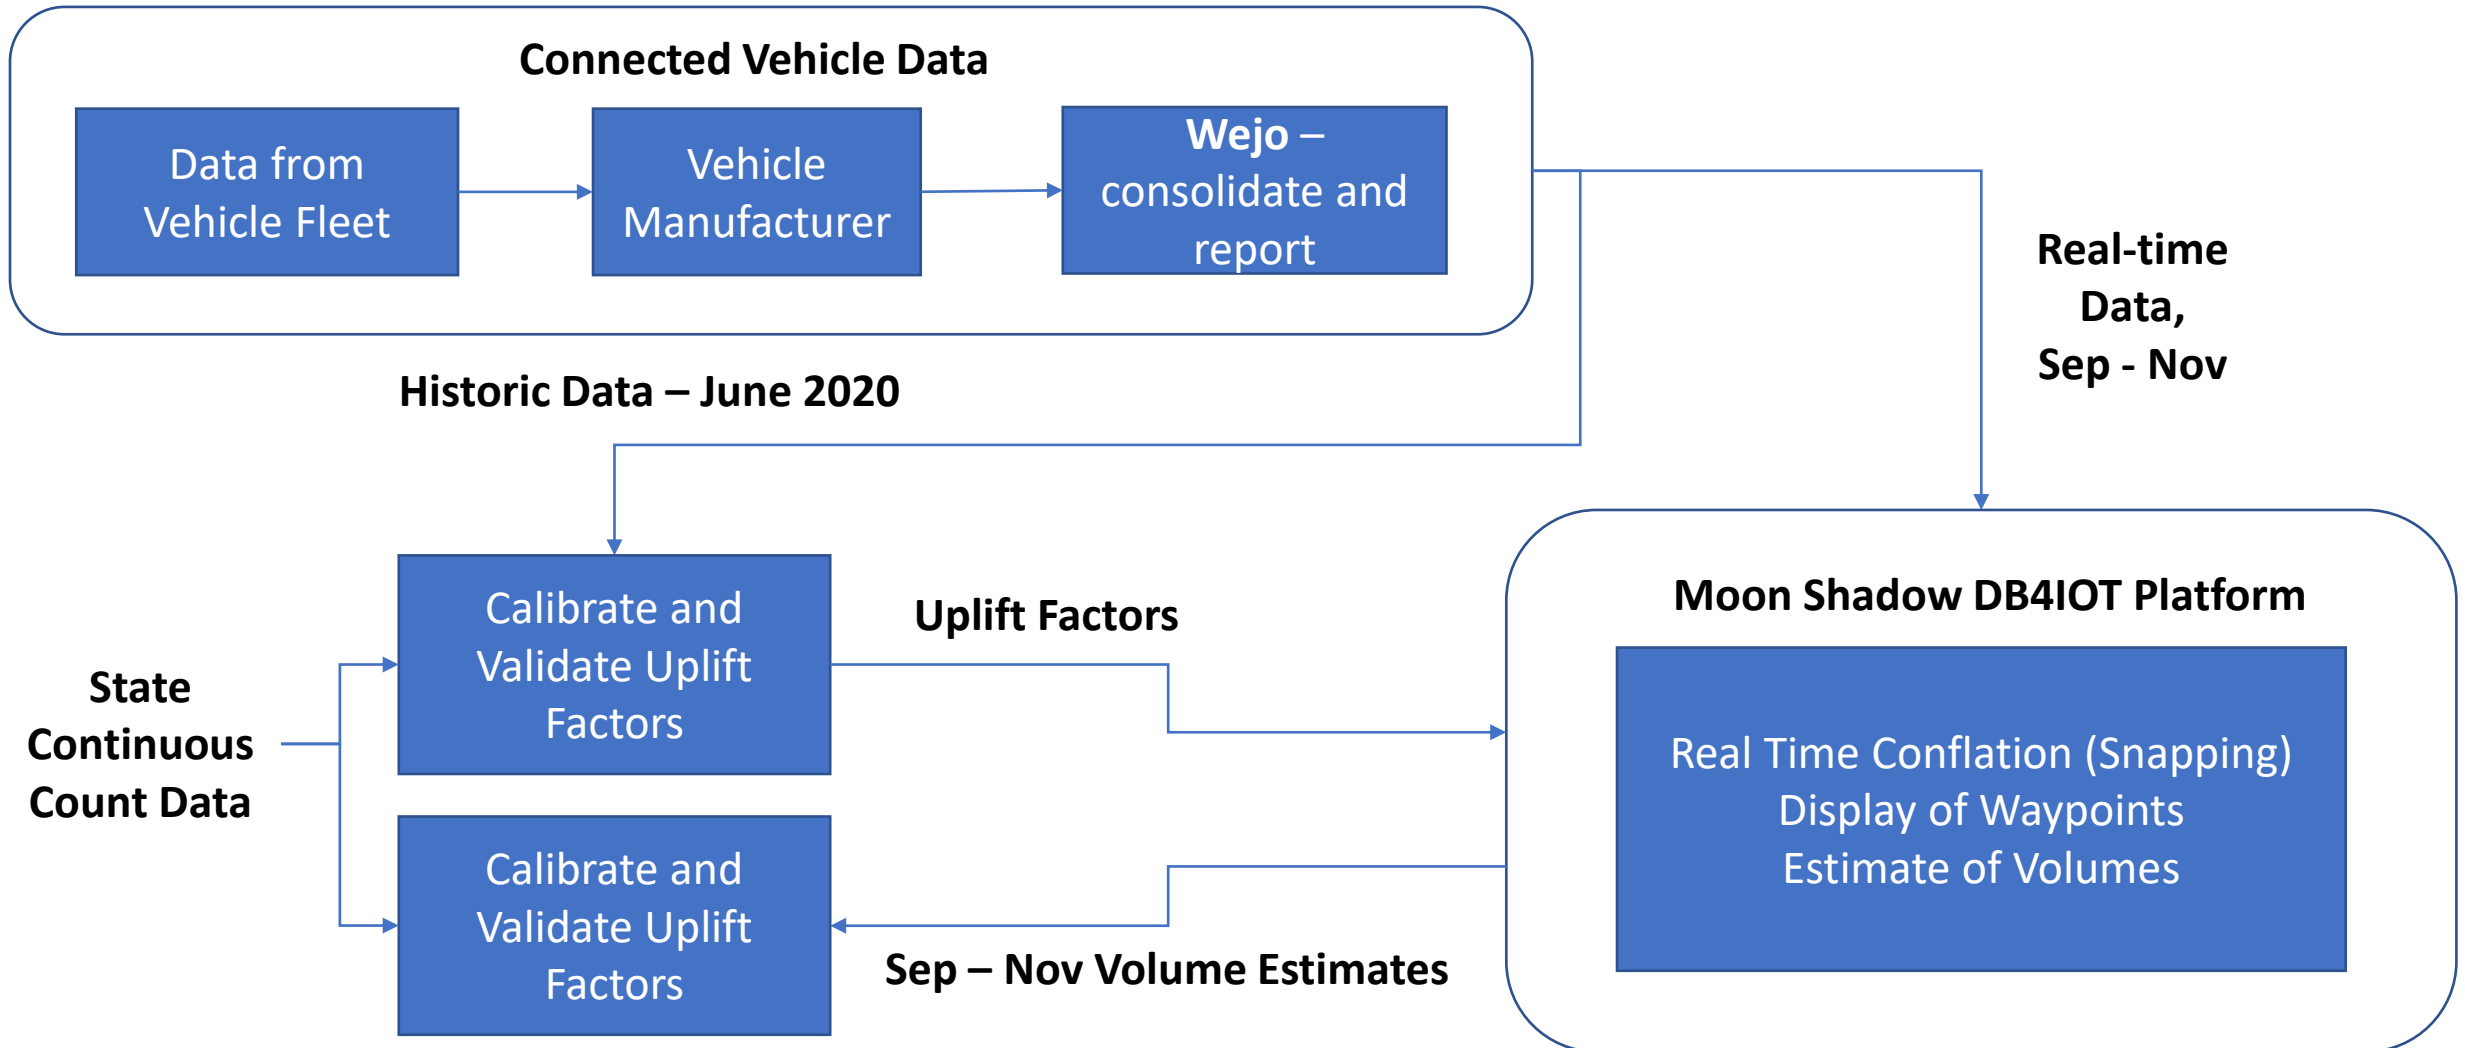 Connected Vehicle Data
Data from
Vehicle Fleet
Vehicle
Manufacturer
Wejo –
consolidate and
report
Real-time
Data,
Sep - Nov
Historic Data – June 2020
Calibrate and
Validate Uplift
Factors
Uplift Factors
Moon Shadow DB4IOT Platform
Real Time Conflation (Snapping)
Display of Waypoints
Estimate of Volumes
State
Continuous
Count Data
Calibrate and
Validate Uplift
Factors
Sep – Nov Volume Estimates